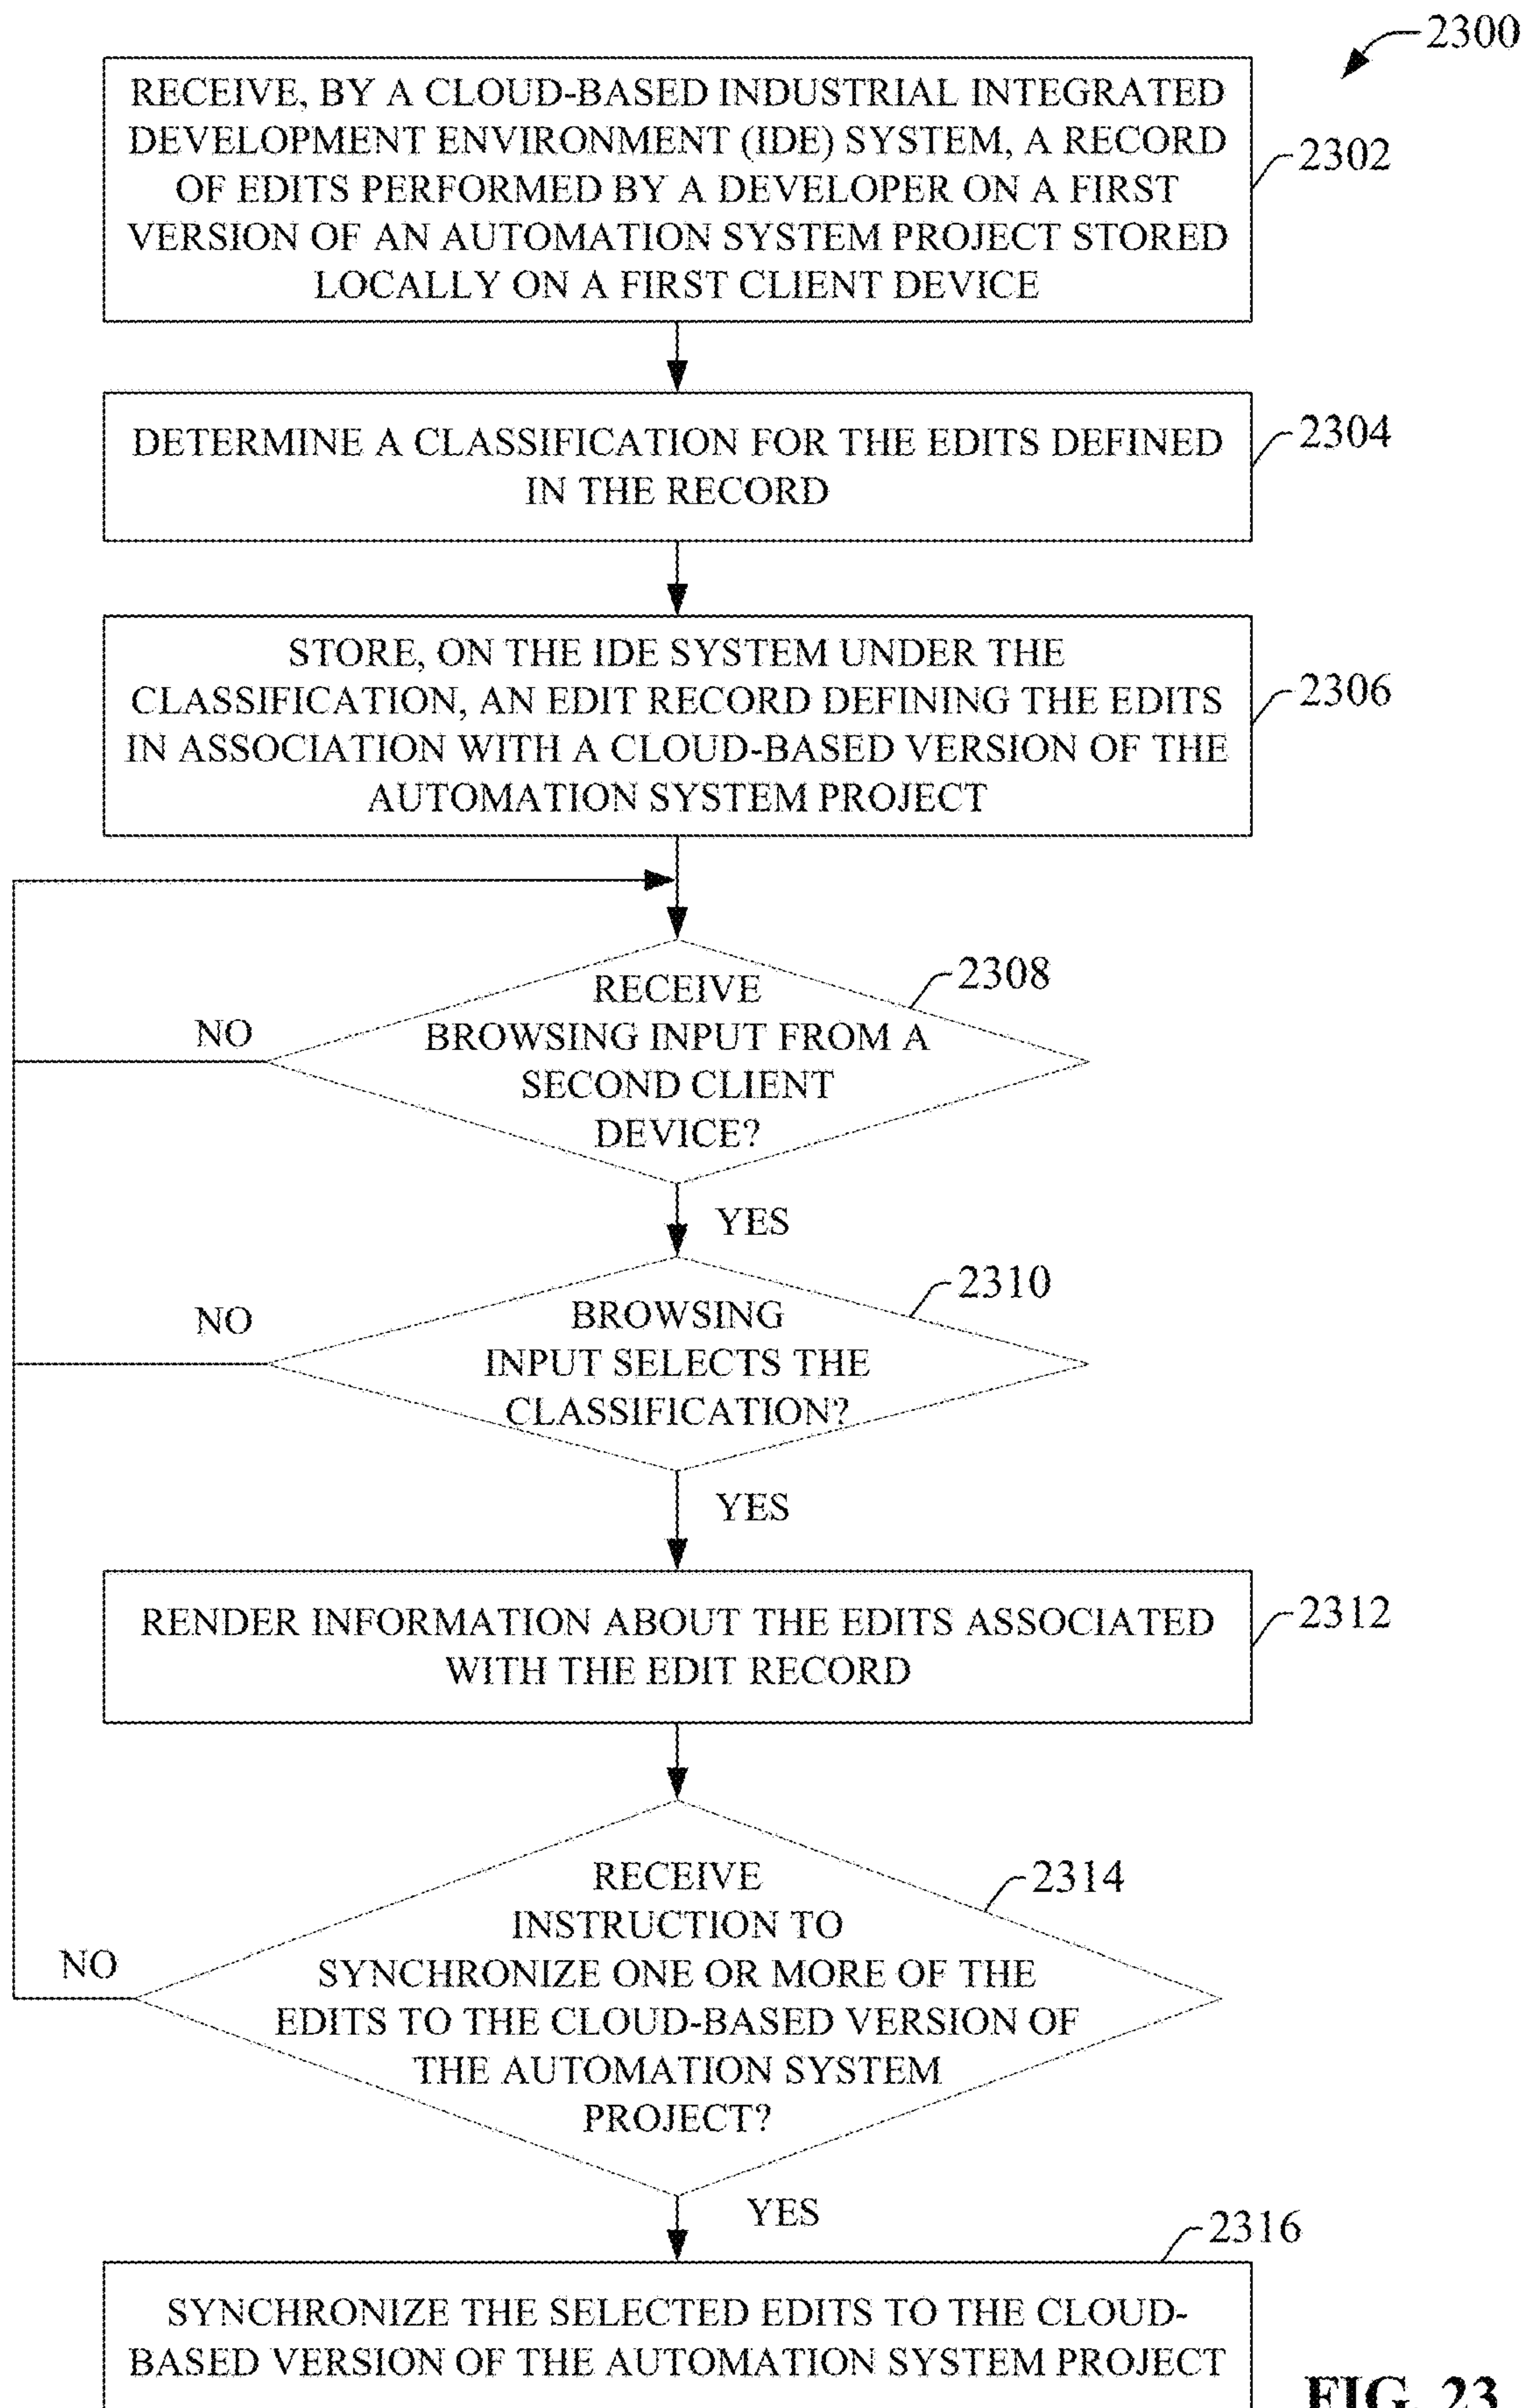 2300
RECEIVE, BY A CLOUD-BASED INDUSTRIAL INTEGRATED
DEVELOPMENT ENVIRONMENT (IDE) SYSTEM, A RECORD
OF EDITS PERFORMED BY A DEVELOPER ON A FIRST
VERSION OF AN AUTOMATION SYSTEM PROJECT STORED
LOCALLY ON A FIRST CLIENT DEVICE
2302
DETERMINE A CLASSIFICATION FOR THE EDITS DEFINED
IN THE RECORD
2304
STORE, ON THE IDE SYSTEM UNDER THE
CLASSIFICATION, AN EDIT RECORD DEFINING THE EDITS
IN ASSOCIATION WITH A CLOUD-BASED VERSION OF THE
AUTOMATION SYSTEM PROJECT
2306
RECEIVE
BROWSING INPUT FROM A
SECOND CLIENT
DEVICE?
2308
NO
YES
BROWSING
INPUT SELECTS THE
CLASSIFICATION?
2310
NO
YES
RENDER INFORMATION ABOUT THE EDITS ASSOCIATED
WITH THE EDIT RECORD
2312
RECEIVE
INSTRUCTION TO
SYNCHRONIZE ONE OR MORE OF THE
EDITS TO THE CLOUD-BASED VERSION OF
THE AUTOMATION SYSTEM
PROJECT?
2314
NO
YES
2316
SYNCHRONIZE THE SELECTED EDITS TO THE CLOUD-
BASED VERSION OF THE AUTOMATION SYSTEM PROJECT
FIG. 23